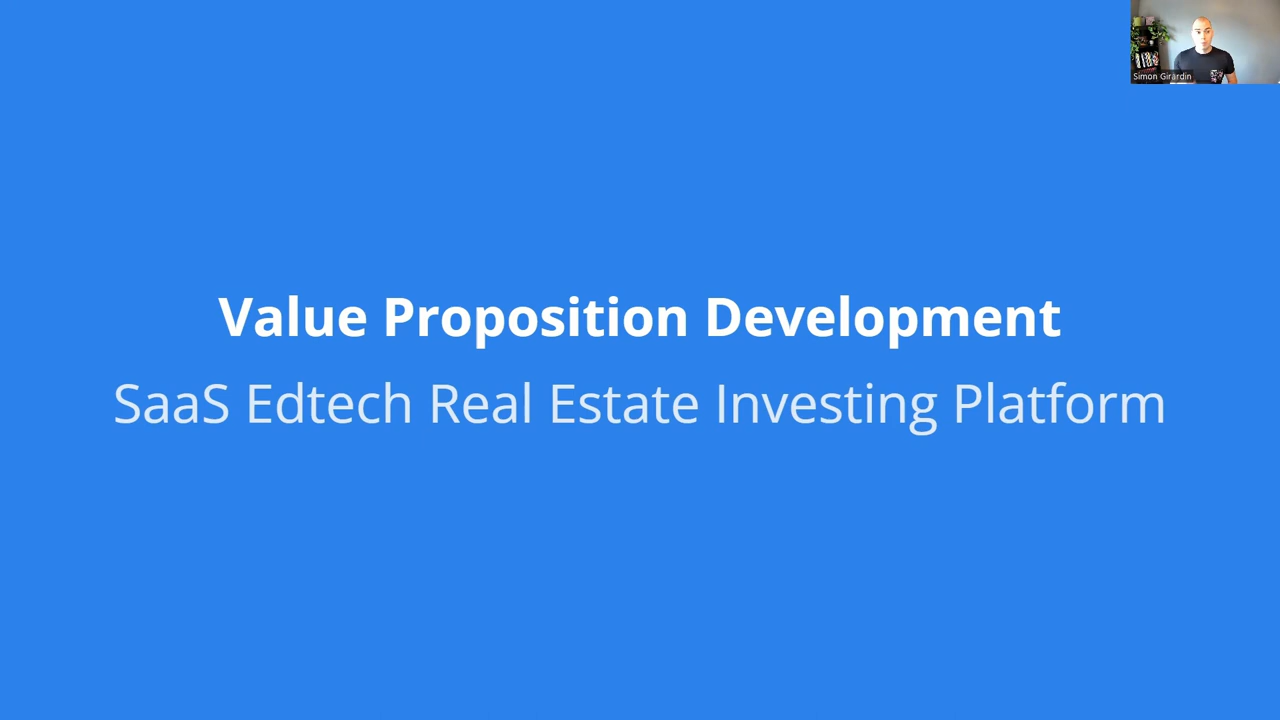 Simon Girardin
Value Proposition Development
SaaS Edtech Real Estate Investing Platform